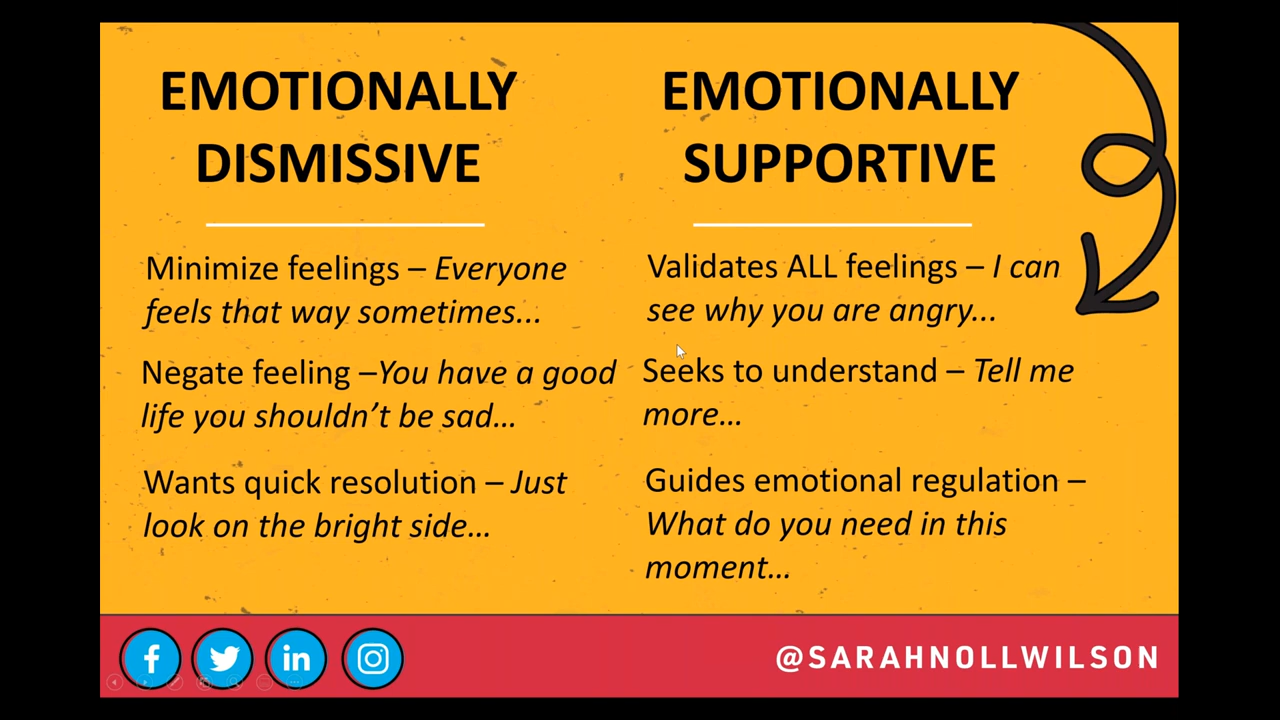 EMOTIONALLY
DISMISSIVE
Minimize feelings – Everyone
feels that way sometimes...
Negate feeling –You have a good
life you shouldn’t be sad…
Wants quick resolution – Just
look on the bright side…
EMOTIONALLY
SUPPORTIVE
Validates ALL feelings – I can
see why you are angry...
Seeks to understand – Tell me
more…
Guides emotional regulation –
What do you need in this
moment…
@SARAHNOLLWILSON